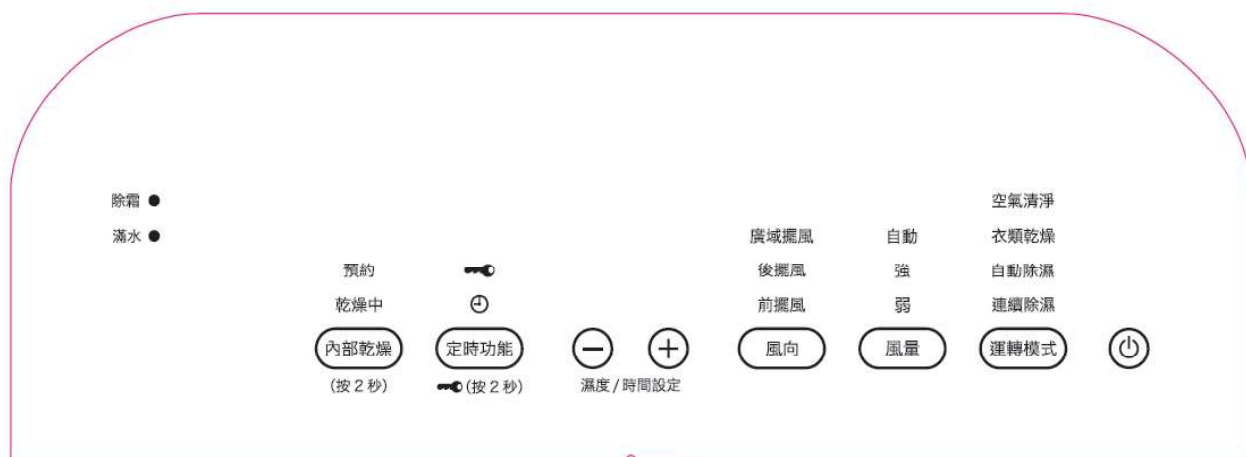 除霜
滿水
空氣清淨
廣域擺風 自動 衣類乾燥
預約 後擺風 強 自動除濕
乾燥中 前擺風 弱 連續除濕
內部乾燥 定時功能 − + 風向 風量 運轉模式
(按 2 秒) (按 2 秒) 濕度 / 時間設定